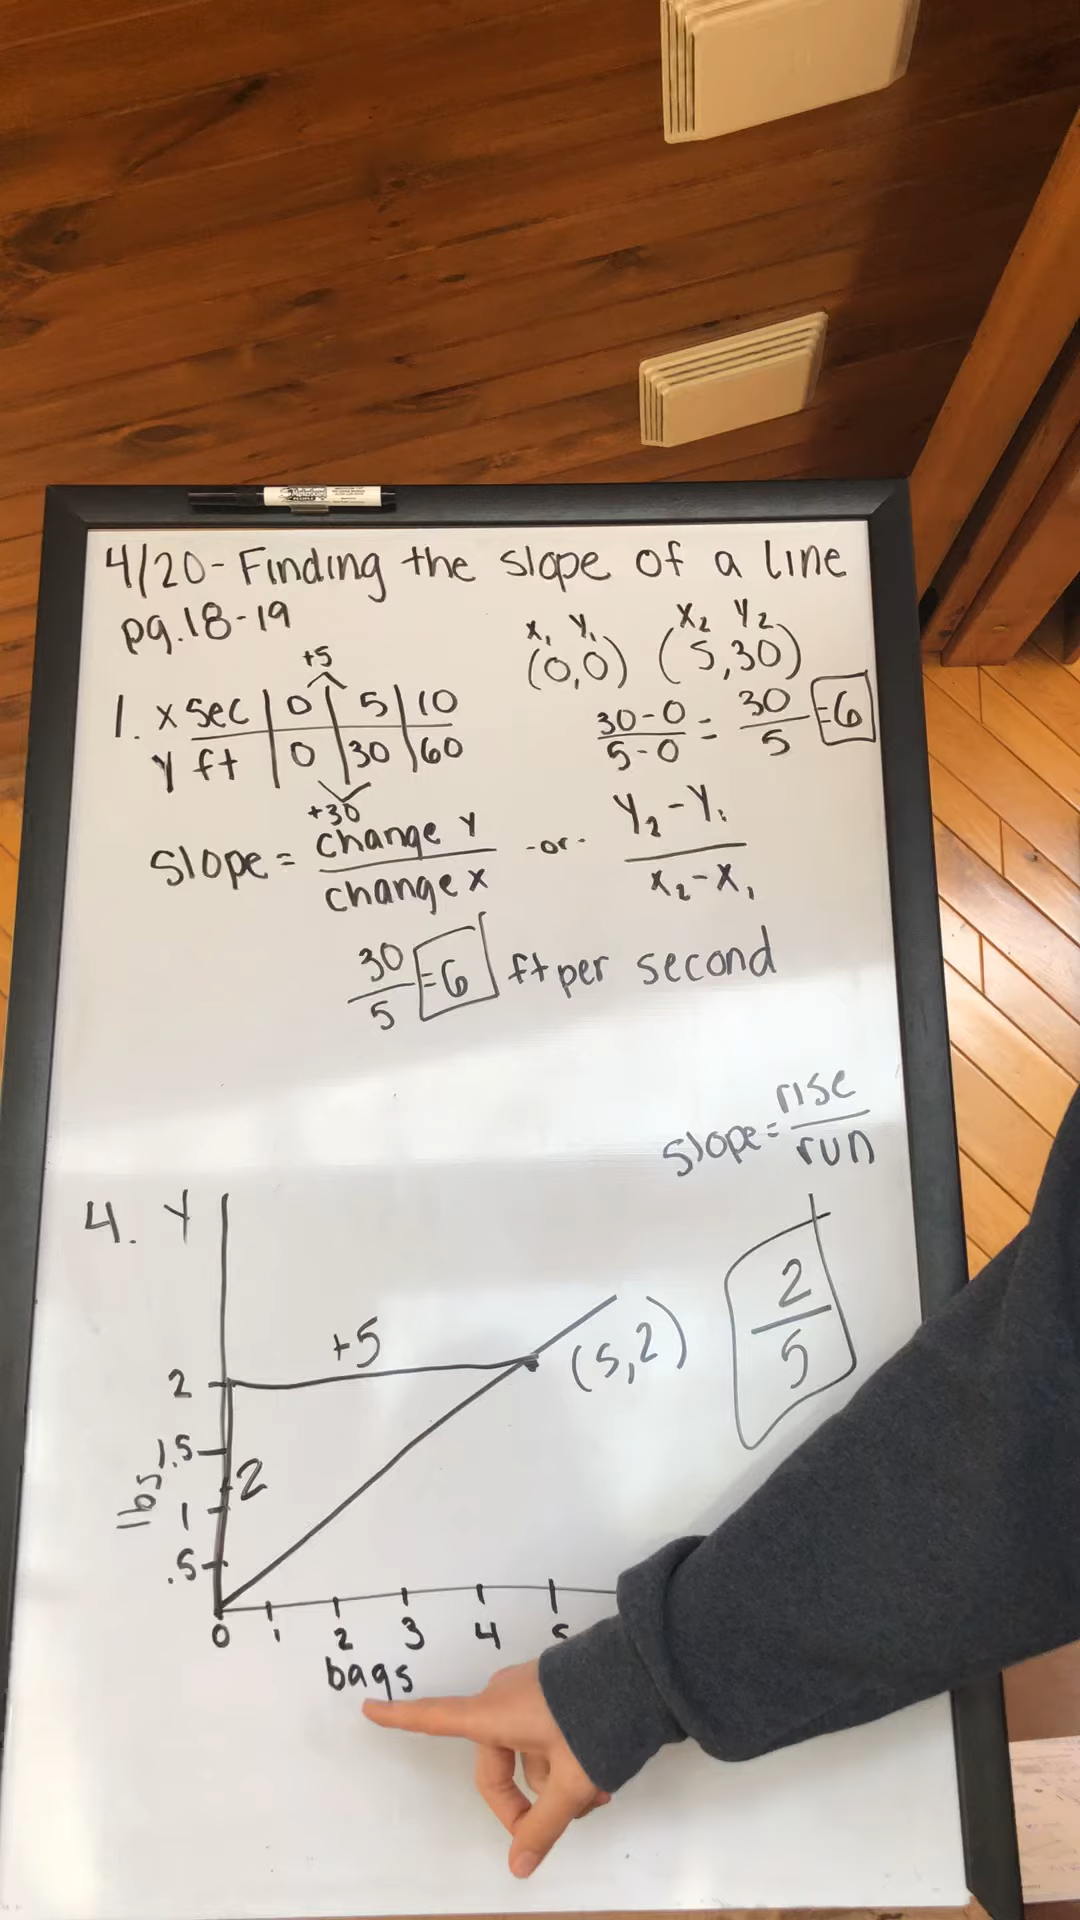 4/20-Finding the slope of a line
pg.18-19
+5
1. x sec | 0 | 5 | 10
y ft | 0 | 30 | 60
+30
x₁ y₁ x₂ y₂
(0,0) (5,30)
30-0/5-0 = 30/5 =6
slope = change y/change x -or- y₂-y₁/x₂-x₁
30/5 =6 ft per second
slope = rise/run
4. y
+5
(5,2)
2/5
2
1.5
lbs
+2
1
.5
0 1 2 3 4 5
bags